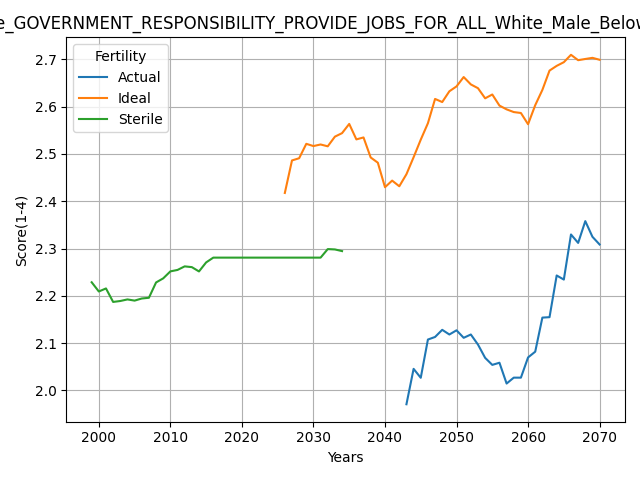 e_GOVERNMENT_RESPONSIBILITY_PROVIDE_JOBS_FOR_ALL_White_Male_Below
Fertility
Actual
Ideal
Sterile
Score(1-4)
2.7
2.6
2.5
2.4
2.3
2.2
2.1
2.0
2000 2010 2020 2030 2040 2050 2060 2070
Years